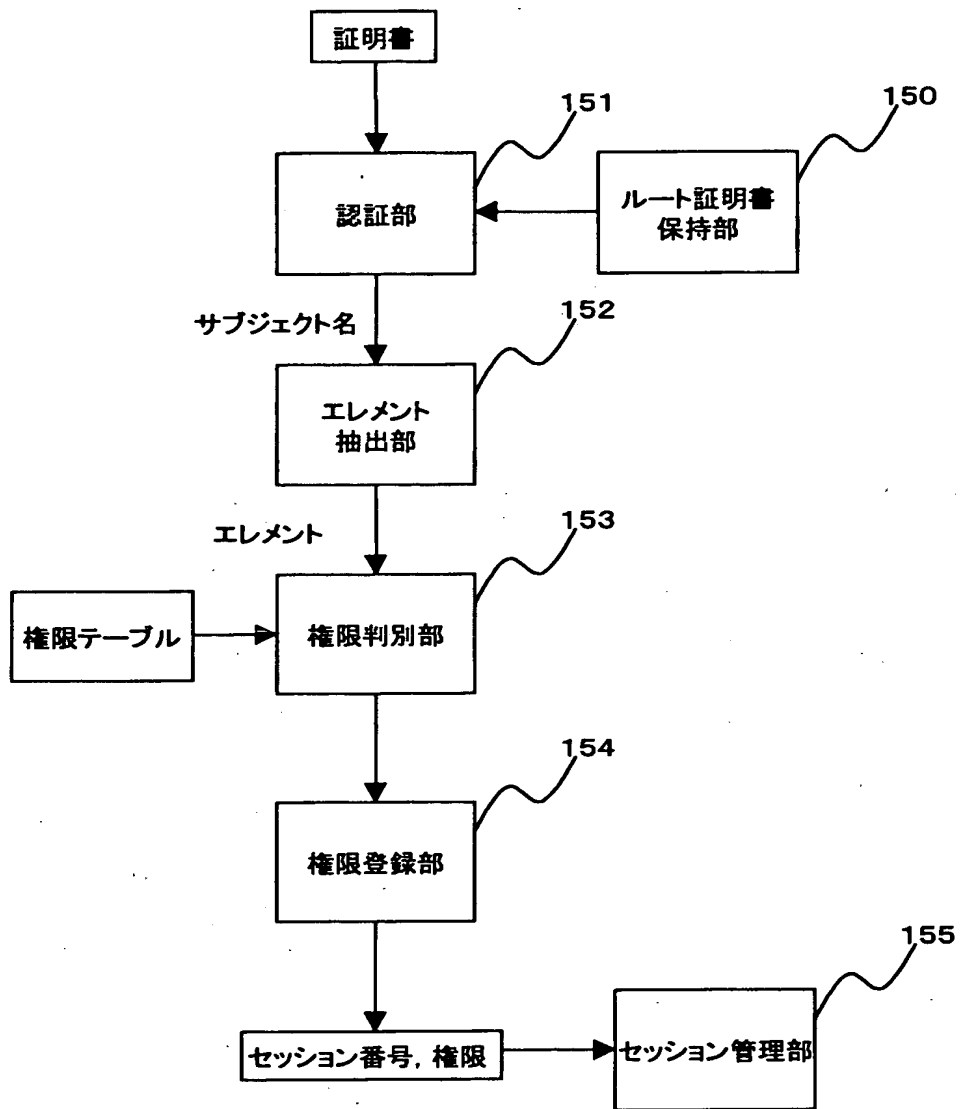 証明書
151
150
認証部
ルート証明書
保持部
サブジェクト名
152
エレメント
抽出部
エレメント
153
権限テーブル
権限判別部
154
権限登録部
155
セッション番号, 権限
セッション管理部